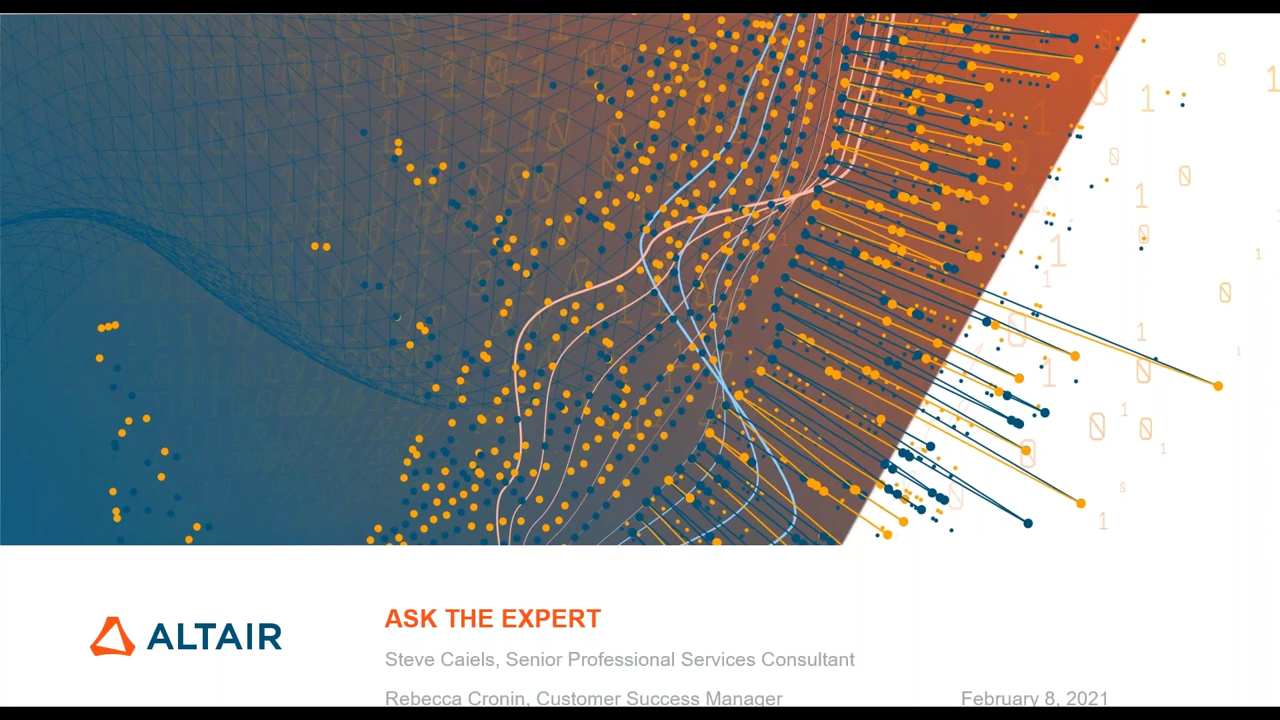 ALTAIR
ASK THE EXPERT
Steve Caiels, Senior Professional Services Consultant
Rebecca Cronin, Customer Success Manager
February 8, 2021